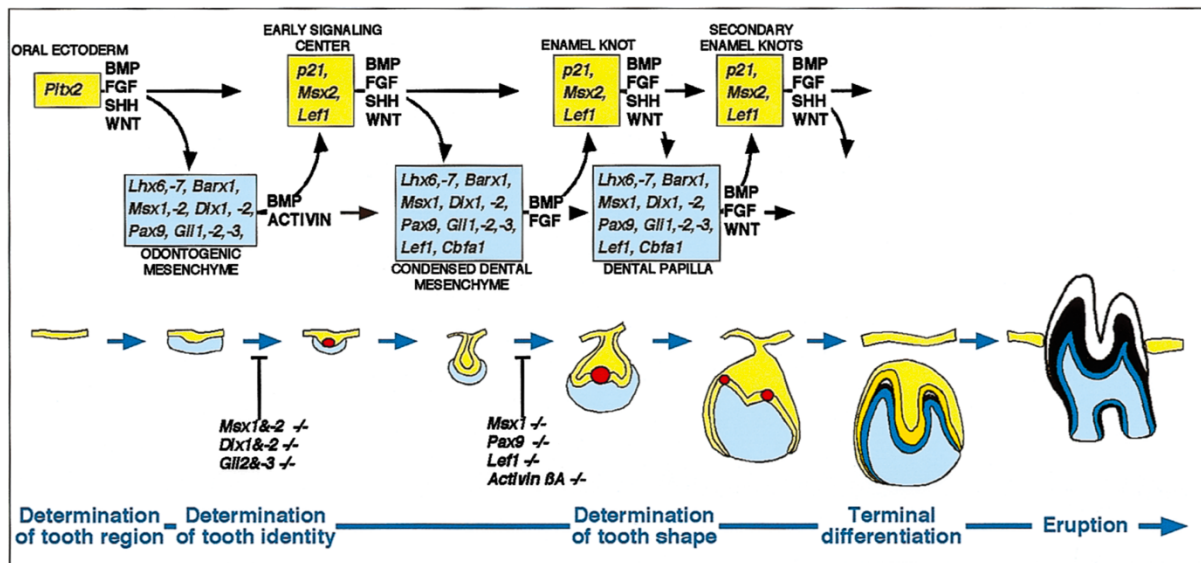 ORAL ECTODERM
Pitx2
BMP
FGF
SHH
WNT
EARLY SIGNALING
CENTER
p21,
Msx2,
Lef1
BMP
FGF
SHH
WNT
ENAMEL KNOT
p21,
Msx2,
Lef1
BMP
FGF
SHH
WNT
SECONDARY
ENAMEL KNOTS
p21,
Msx2,
Lef1
BMP
FGF
SHH
WNT
Lhx6,-7, Barx1,
Msx1,-2, Dlx1, -2,
Pax9, Gli1,-2,-3,
ODONTOGENIC
MESENCHYME
BMP
ACTIVIN
Lhx6,-7, Barx1,
Msx1, Dlx1, -2,
Pax9, Gli1,-2,-3,
Lef1, Cbfa1
CONDENSED DENTAL
MESENCHYME
BMP
FGF
Lhx6,-7, Barx1,
Msx1, Dlx1, -2,
Pax9, Gli1,-2,-3,
Lef1, Cbfa1
DENTAL PAPILLA
BMP
FGF
WNT
Msx1&-2 -/-
Dlx1&-2 -/-
Gli2&-3 -/-
Msx1 -/-
Pax9 -/-
Lef1 -/-
Activin ßA -/-
Determination
of tooth region
Determination
of tooth identity
Determination
of tooth shape
Terminal
differentiation
Eruption